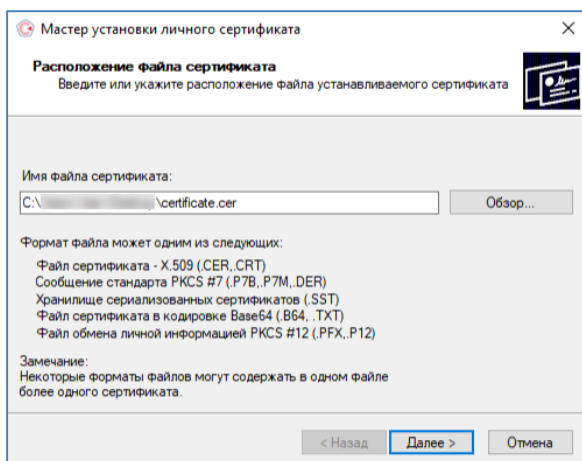 Мастер установки личного сертификата
Расположение файла сертификата
Введите или укажите расположение файла устанавливаемого сертификата
Имя файла сертификата:
C:\ \certificate.cer
Обзор...
Формат файла может одним из следующих:
Файл сертификата - X.509 (.CER,.CRT)
Сообщение стандарта PKCS #7 (.P7B,.P7M,.DER)
Хранилище сериализованных сертификатов (.SST)
Файл сертификата в кодировке Base64 (.B64, .TXT)
Файл обмена личной информацией PKCS #12 (.PFX,.P12)
Замечание:
Некоторые форматы файлов могут содержать в одном файле
более одного сертификата.
< Назад
Далее >
Отмена